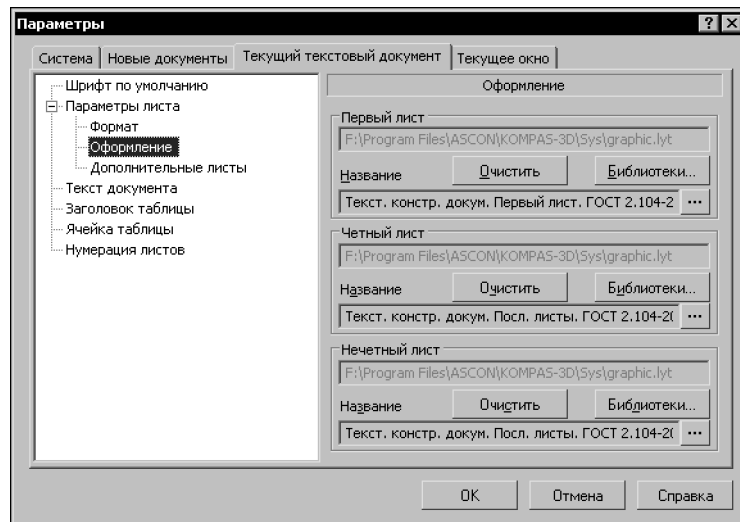 Параметры
Система Новые документы Текущий текстовый документ Текущее окно
Шрифт по умолчанию
Параметры листа
Формат
Оформление
Дополнительные листы
Текст документа
Заголовок таблицы
Ячейка таблицы
Нумерация листов
Оформление
Первый лист
F:\Program Files\ASCON\KOMPAS-3D\Sys\graphic.lyt
Название Очистить Библиотеки...
Текст. констр. докум. Первый лист. ГОСТ 2.104-2 ...
Четный лист
F:\Program Files\ASCON\KOMPAS-3D\Sys\graphic.lyt
Название Очистить Библиотеки...
Текст. констр. докум. Посл. листы. ГОСТ 2.104-20 ...
Нечетный лист
F:\Program Files\ASCON\KOMPAS-3D\Sys\graphic.lyt
Название Очистить Библиотеки...
Текст. констр. докум. Посл. листы. ГОСТ 2.104-20 ...
OK Отмена Справка